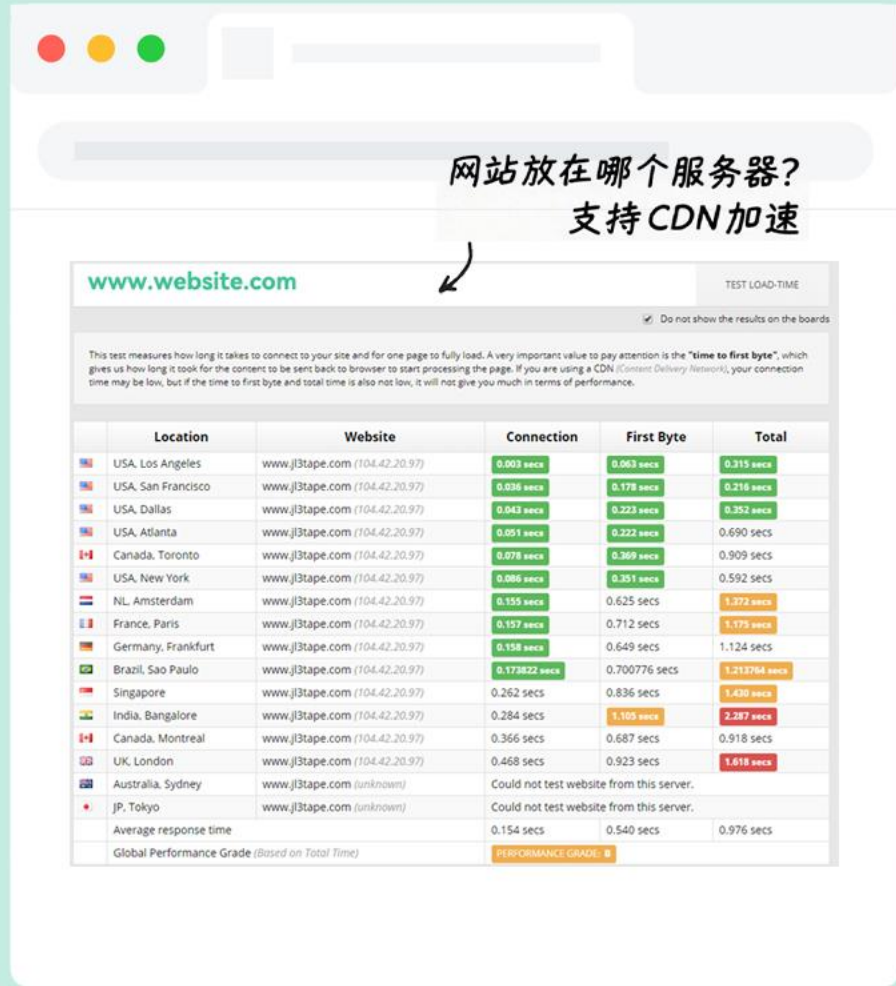 网站放在哪个服务器?
支持CDN加速
www.website.com
TEST LOAD-TIME
Do not show the results on the boards
This test measures how long it takes to connect to your site and for one page to fully load. A very important value to pay attention is the "time to first byte", which
gives us how long it took for the content to be sent back to browser to start processing the page. If you are using a CDN (Content Delivery Network), your connection
time may be low, but if the time to first byte and total time is also not low, it will not give you much in terms of performance.
Location Website Connection First Byte Total
USA, Los Angeles www.jl3tape.com (104.42.20.97) 0.003 secs 0.063 secs 0.315 secs
USA, San Francisco www.jl3tape.com (104.42.20.97) 0.036 secs 0.178 secs 0.216 secs
USA, Dallas www.jl3tape.com (104.42.20.97) 0.043 secs 0.223 secs 0.352 secs
USA, Atlanta www.jl3tape.com (104.42.20.97) 0.051 secs 0.222 secs 0.690 secs
Canada, Toronto www.jl3tape.com (104.42.20.97) 0.078 secs 0.369 secs 0.909 secs
USA, New York www.jl3tape.com (104.42.20.97) 0.086 secs 0.351 secs 0.592 secs
NL, Amsterdam www.jl3tape.com (104.42.20.97) 0.155 secs 0.625 secs 1.372 secs
France, Paris www.jl3tape.com (104.42.20.97) 0.157 secs 0.712 secs 1.175 secs
Germany, Frankfurt www.jl3tape.com (104.42.20.97) 0.158 secs 0.649 secs 1.124 secs
Brazil, Sao Paulo www.jl3tape.com (104.42.20.97) 0.173822 secs 0.700776 secs 1.213764 secs
Singapore www.jl3tape.com (104.42.20.97) 0.262 secs 0.836 secs 1.430 secs
India, Bangalore www.jl3tape.com (104.42.20.97) 0.284 secs 1.105 secs 2.287 secs
Canada, Montreal www.jl3tape.com (104.42.20.97) 0.366 secs 0.687 secs 0.918 secs
UK, London www.jl3tape.com (104.42.20.97) 0.468 secs 0.923 secs 1.618 secs
Australia, Sydney www.jl3tape.com (unknown) Could not test website from this server.
JP, Tokyo www.jl3tape.com (unknown) Could not test website from this server.
Average response time 0.154 secs 0.540 secs 0.976 secs
Global Performance Grade (Based on Total Time) PERFORMANCE GRADE: B